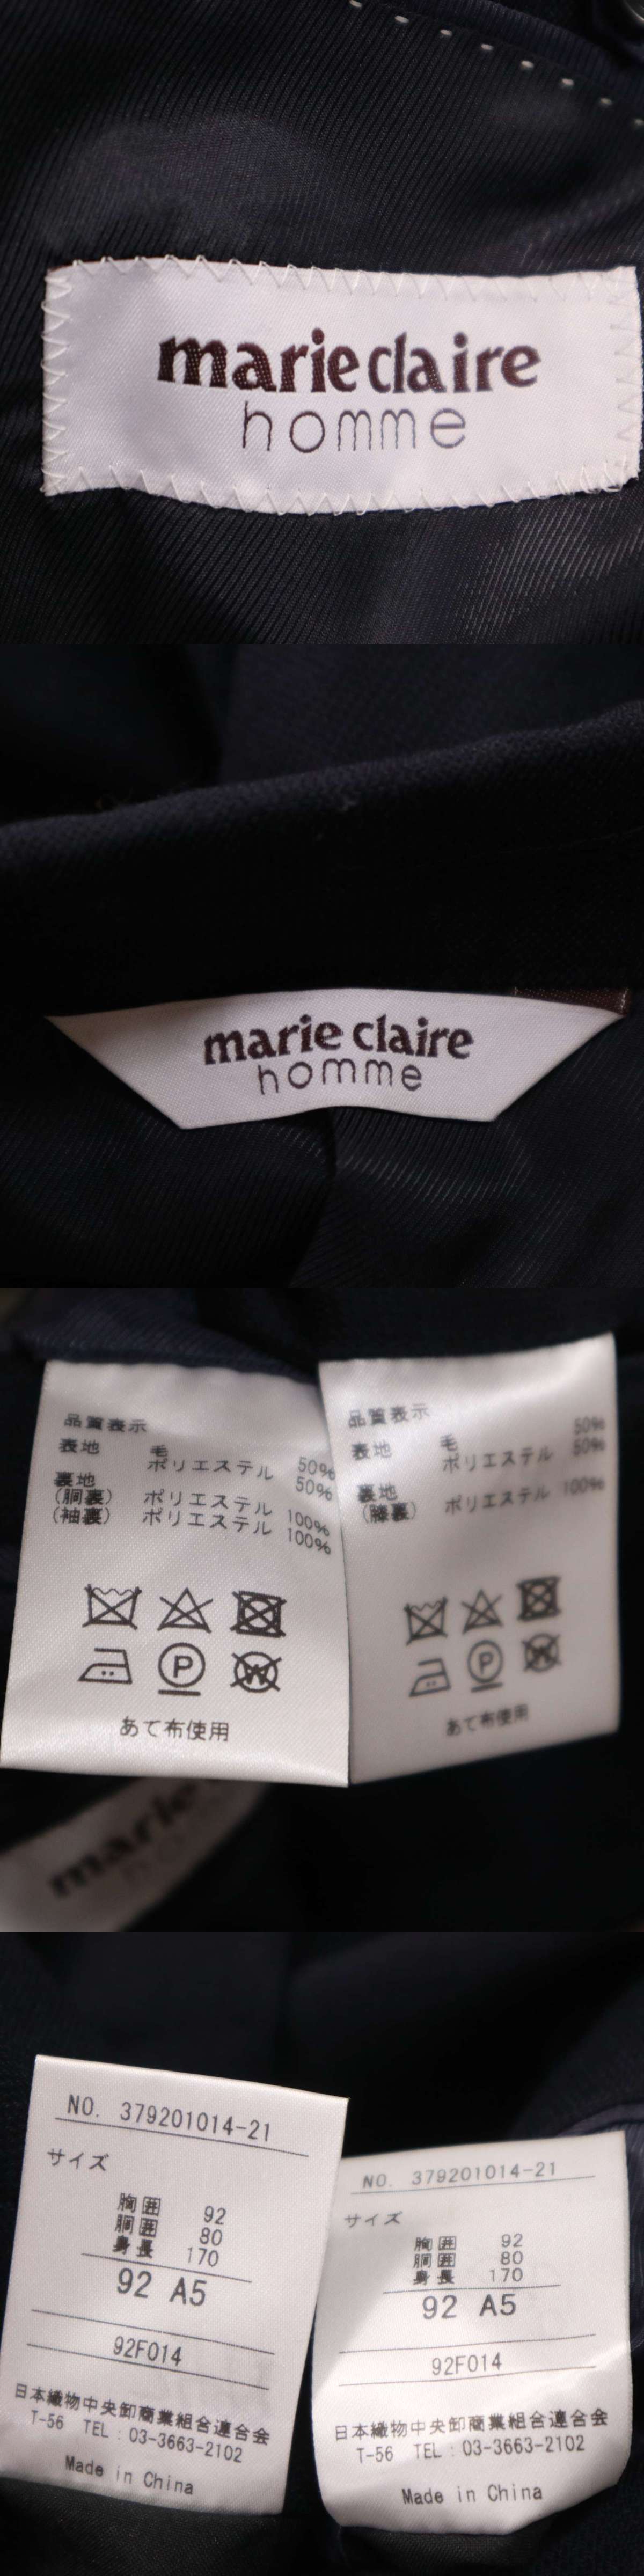 marie claire
homme
marie claire
homme
品質表示
表地 毛 50%
ポリエステル 50%
裏地
(胴裏) ポリエステル 100%
(袖裏) ポリエステル 100%
P
W
あて布使用
品質表示
表地 毛 50%
ポリエステル 50%
裏地
(膝裏) ポリエステル 100%
P
W
あて布使用
marie
NO. 379201014-21
サイズ
胸囲 92
胴囲 80
身長 170
92 A5
92F014
日本織物中央卸商業組合連合会
T-56 TEL：03-3663-2102
Made in China
NO. 379201014-21
サイズ
胸囲 92
胴囲 80
身長 170
92 A5
92F014
日本織物中央卸商業組合連合会
T-56 TEL：03-3663-2102
Made in China